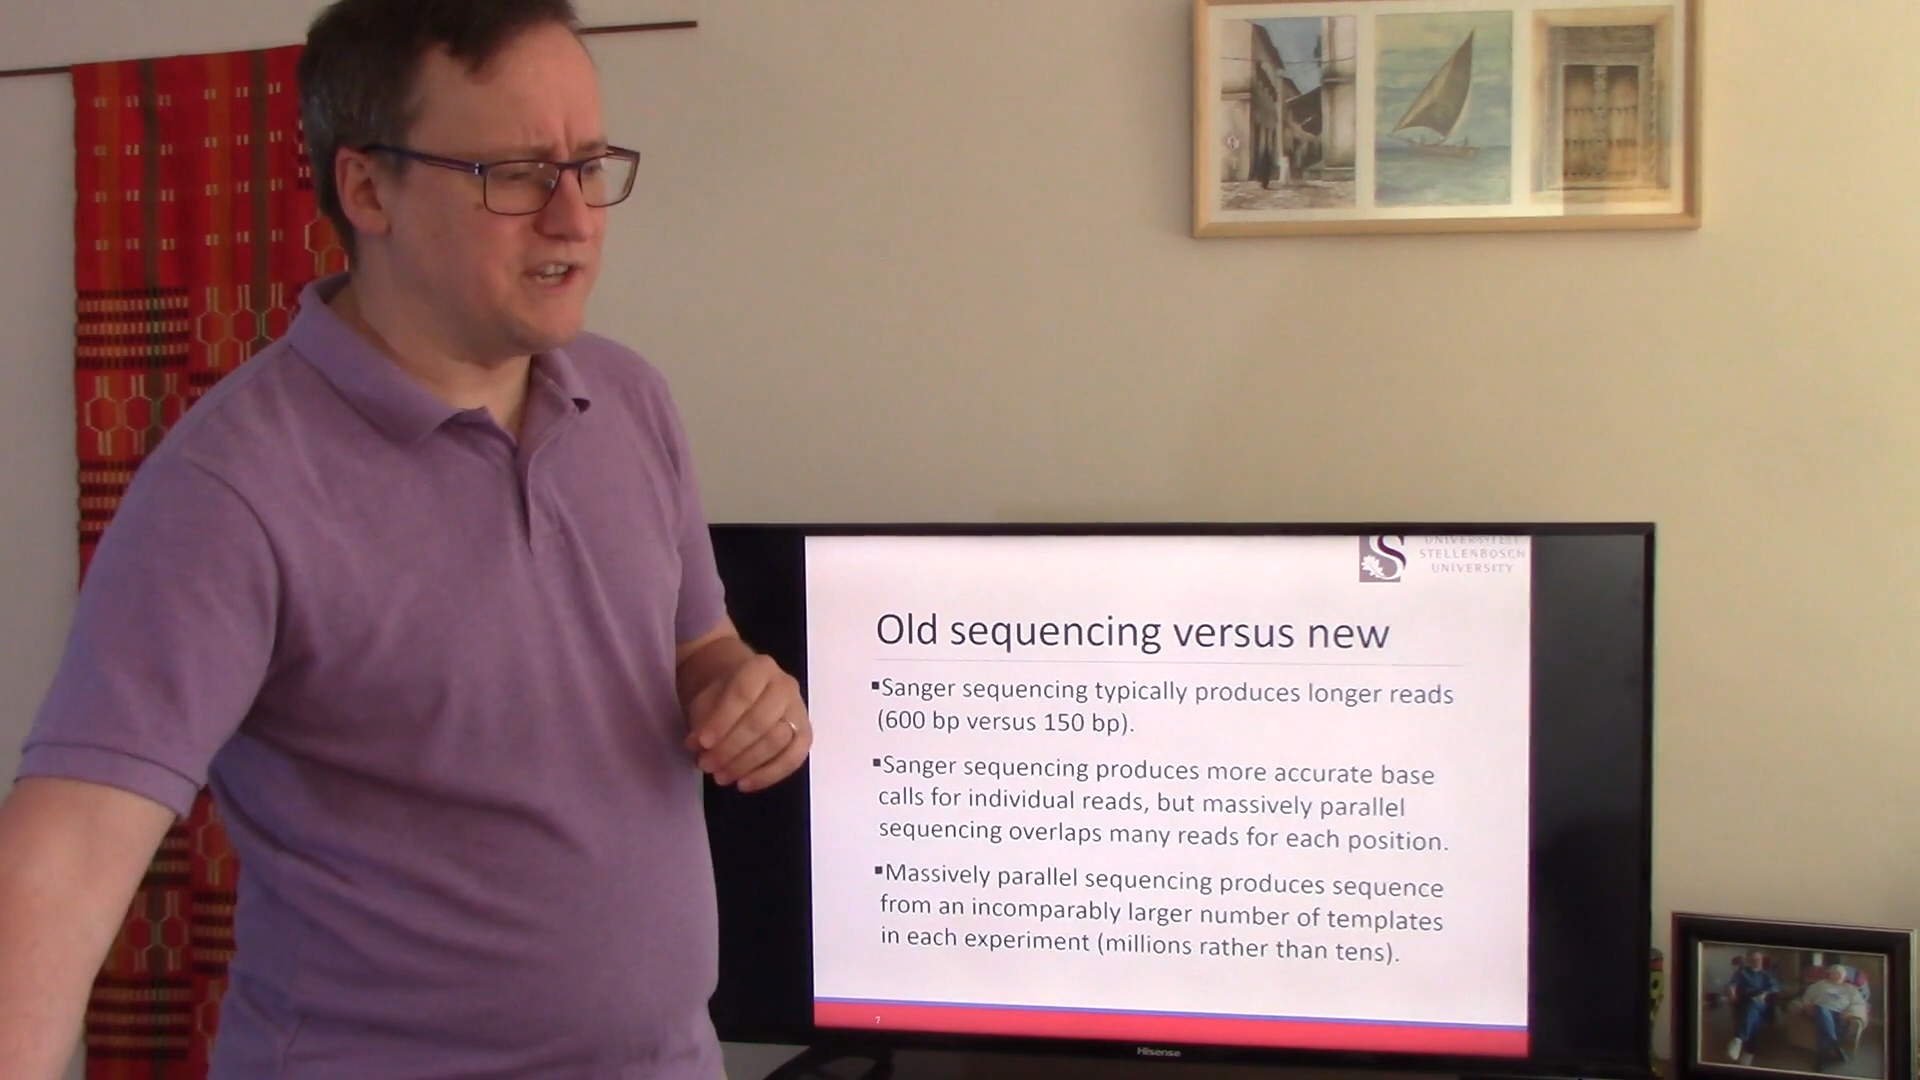 UNIVERSITEIT
STELLENBOSCH
UNIVERSITY
Old sequencing versus new
▪Sanger sequencing typically produces longer reads
(600 bp versus 150 bp).
▪Sanger sequencing produces more accurate base
calls for individual reads, but massively parallel
sequencing overlaps many reads for each position.
▪Massively parallel sequencing produces sequence
from an incomparably larger number of templates
in each experiment (millions rather than tens).
7
Hisense